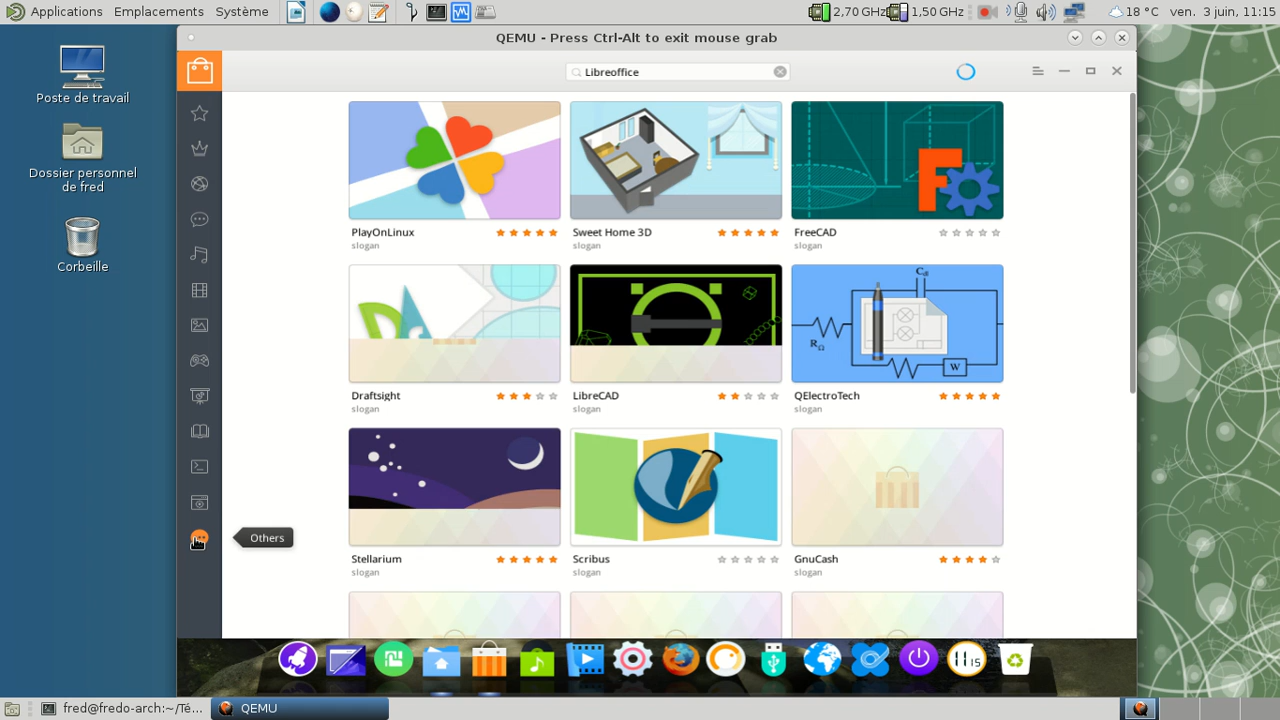 Applications Emplacements Système 2,70 GHz 1,50 GHz 18 °C ven. 3 juin, 11:15
QEMU - Press Ctrl-Alt to exit mouse grab
Poste de travail
Dossier personnel
de fred
Corbeille
Libreoffice
PlayOnLinux
slogan
Sweet Home 3D
slogan
FreeCAD
slogan
Draftsight
slogan
LibreCAD
slogan
C
RΩ
W
QElectroTech
slogan
Stellarium
slogan
Scribus
slogan
GnuCash
slogan
Others
11 15
fred@fredo-arch:~/Té... QEMU